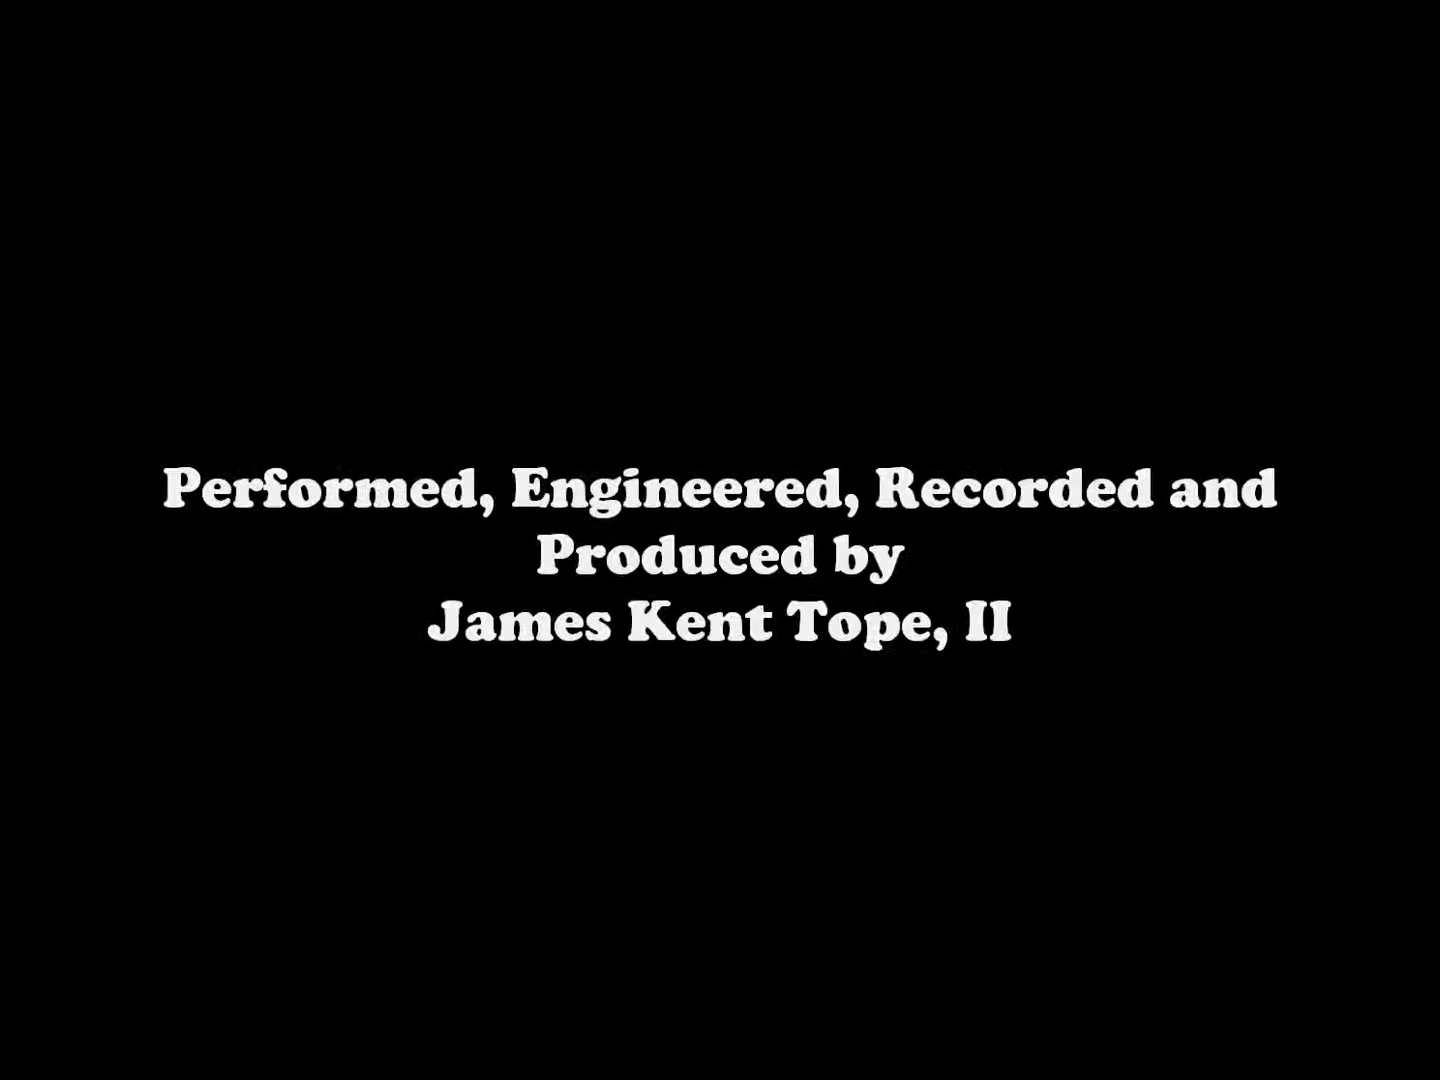 Performed, Engineered, Recorded and
Produced by
James Kent Tope, II